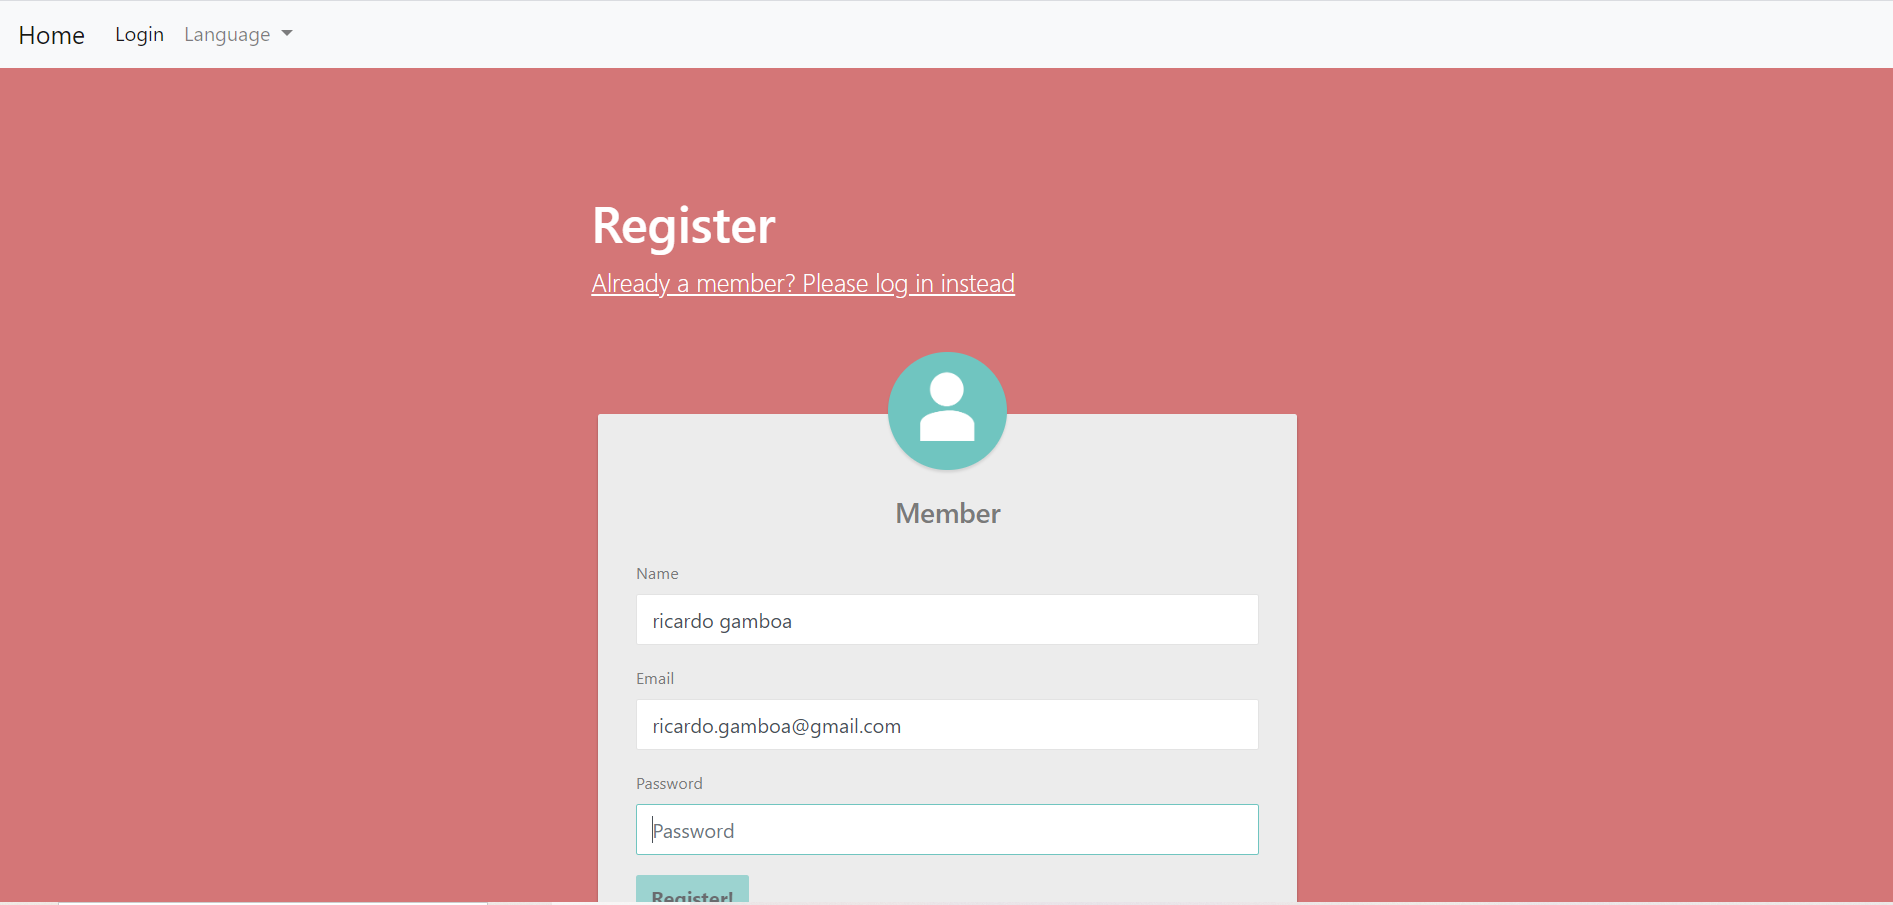 Home Login Language
Register
Already a member? Please log in instead
Member
Name
ricardo gamboa
Email
ricardo.gamboa@gmail.com
Password
Password
Register!